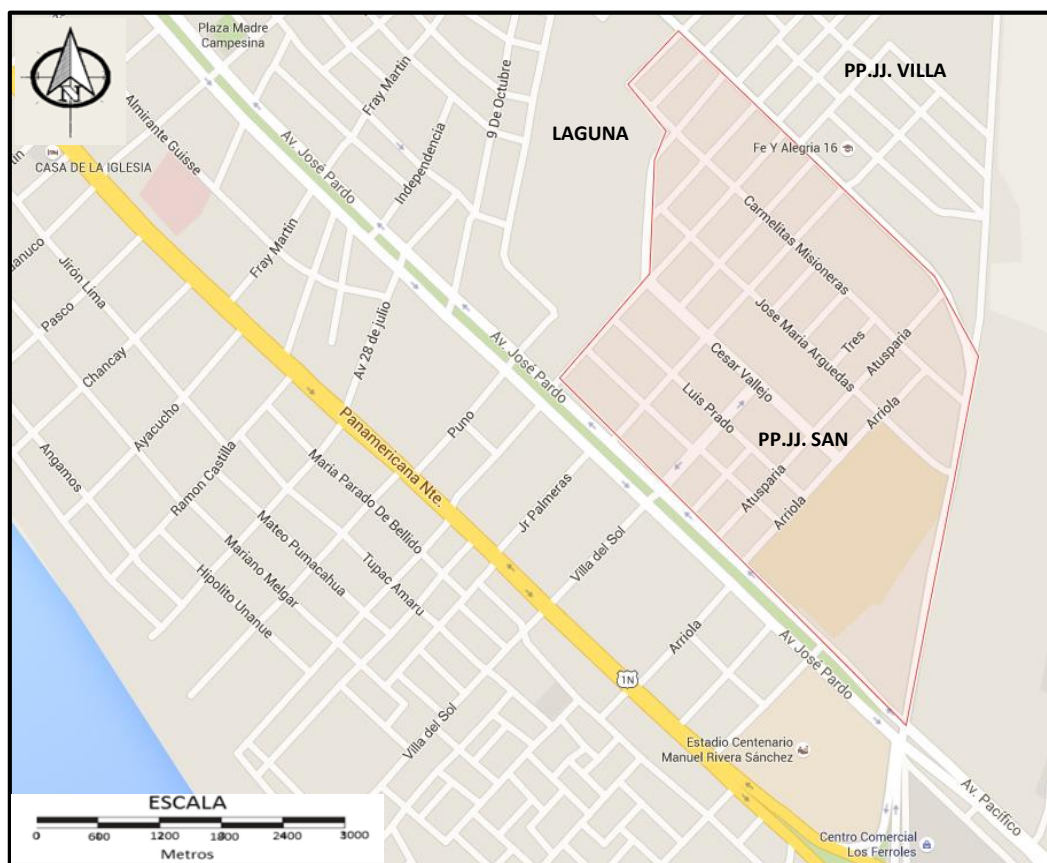 Plaza Madre
Campesina
N
CASA DE LA IGLESIA
Almirante Guisse
Fray Martin
Independencia
9 De Octubre
LAGUNA
PP.JJ. VILLA
Fe Y Alegria 16
Av. José Pardo
Fray Martin
Jirón Lima
Pasco
Chancay
Ayacucho
Angamos
Ramon Castilla
Av 28 de julio
Panamericana Nte.
Puno
Av. José Pardo
Carmelitas Misioneras
Jose Maria Arguedas
Tres
Atusparia
Cesar Vallejo
Luis Prado
Arriola
PP.JJ. SAN
Atusparia
Arriola
Maria Parado De Bellido
Mateo Pumacahua
Mariano Melgar
Hipolito Unanue
Tupac Amaru
Jr Palmeras
Villa del Sol
Arriola
Av José Pardo
1N
Villa del Sol
Estadio Centenario
Manuel Rivera Sánchez
Av. Pacífico
Centro Comercial
Los Ferroles
ESCALA
0 600 1200 1800 2400 3000
Metros